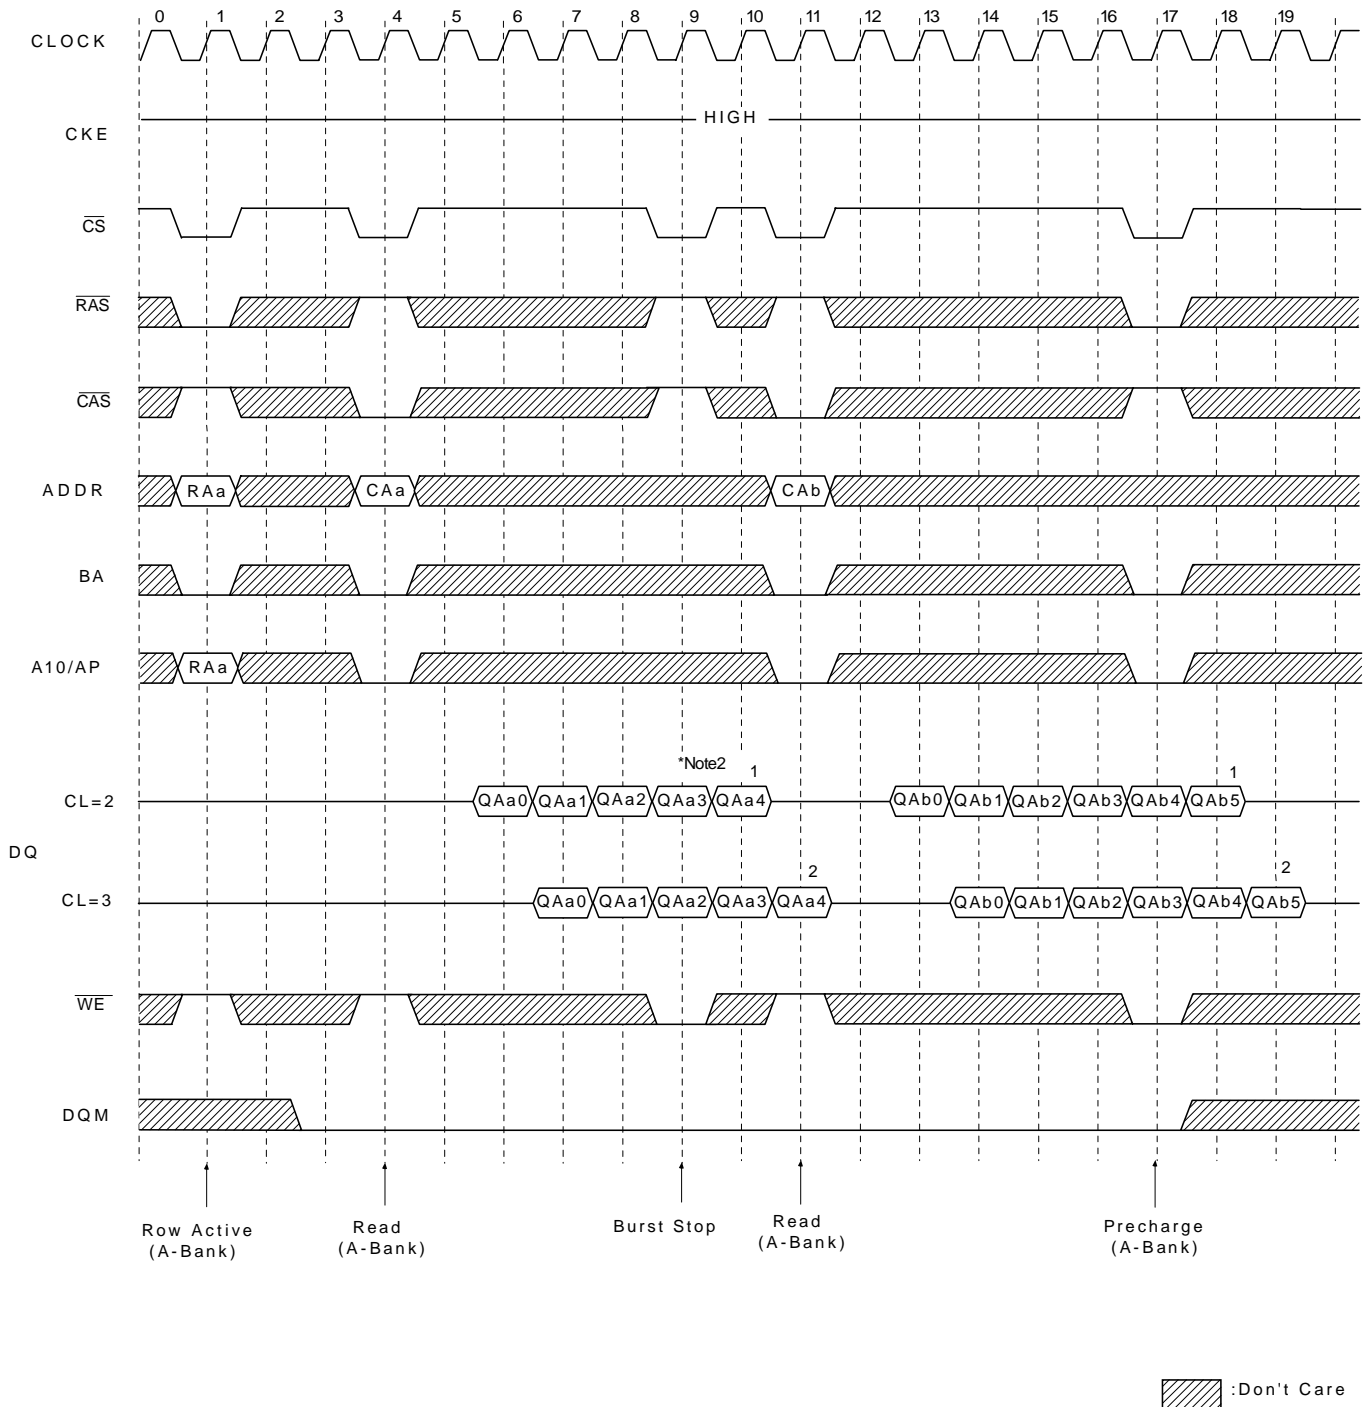 0 1 2 3 4 5 6 7 8 9 10 11 12 13 14 15 16 17 18 19
CLOCK
CKE
HIGH
CS
RAS
CAS
ADDR
RAa
CAa
CAb
BA
A10/AP
RAa
*Note2
1
1
CL=2
QAa0 QAa1 QAa2 QAa3 QAa4
QAb0 QAb1 QAb2 QAb3 QAb4 QAb5
DQ
2
2
CL=3
QAa0 QAa1 QAa2 QAa3 QAa4
QAb0 QAb1 QAb2 QAb3 QAb4 QAb5
WE
DQM
Row Active
(A-Bank)
Read
(A-Bank)
Burst Stop
Read
(A-Bank)
Precharge
(A-Bank)
:Don't Care